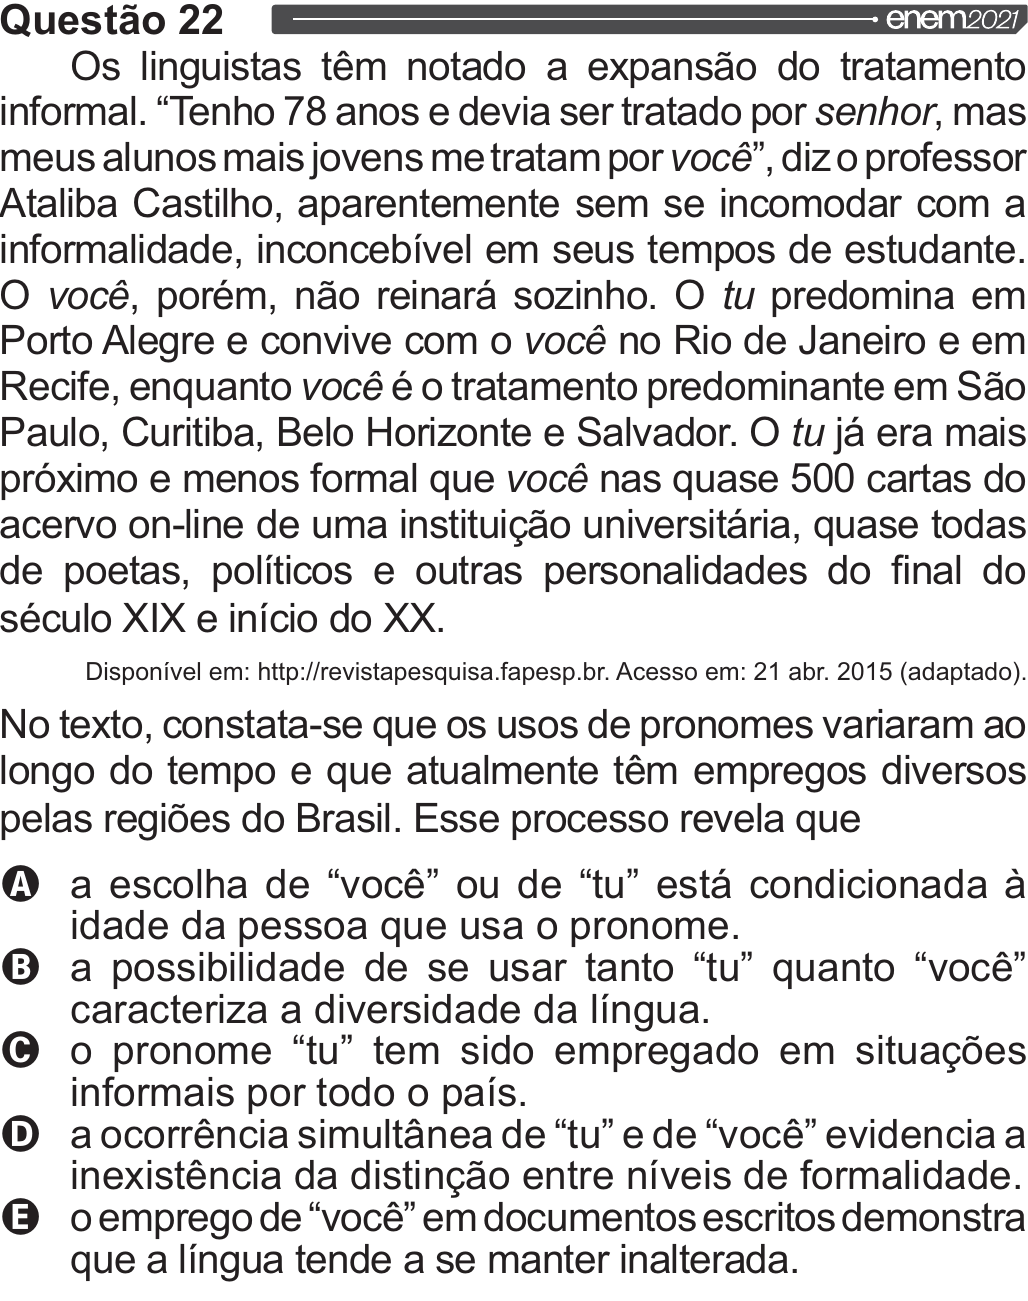 Questão 22
enem2021
Os linguistas têm notado a expansão do tratamento
informal. “Tenho 78 anos e devia ser tratado por senhor, mas
meus alunos mais jovens me tratam por você”, diz o professor
Ataliba Castilho, aparentemente sem se incomodar com a
informalidade, inconcebível em seus tempos de estudante.
O você, porém, não reinará sozinho. O tu predomina em
Porto Alegre e convive com o você no Rio de Janeiro e em
Recife, enquanto você é o tratamento predominante em São
Paulo, Curitiba, Belo Horizonte e Salvador. O tu já era mais
próximo e menos formal que você nas quase 500 cartas do
acervo on-line de uma instituição universitária, quase todas
de poetas, políticos e outras personalidades do final do
século XIX e início do XX.
Disponível em: http://revistapesquisa.fapesp.br. Acesso em: 21 abr. 2015 (adaptado).
No texto, constata-se que os usos de pronomes variaram ao
longo do tempo e que atualmente têm empregos diversos
pelas regiões do Brasil. Esse processo revela que
A a escolha de “você” ou de “tu” está condicionada à
idade da pessoa que usa o pronome.
B a possibilidade de se usar tanto “tu” quanto “você”
caracteriza a diversidade da língua.
C o pronome “tu” tem sido empregado em situações
informais por todo o país.
D a ocorrência simultânea de “tu” e de “você” evidencia a
inexistência da distinção entre níveis de formalidade.
E o emprego de “você” em documentos escritos demonstra
que a língua tende a se manter inalterada.